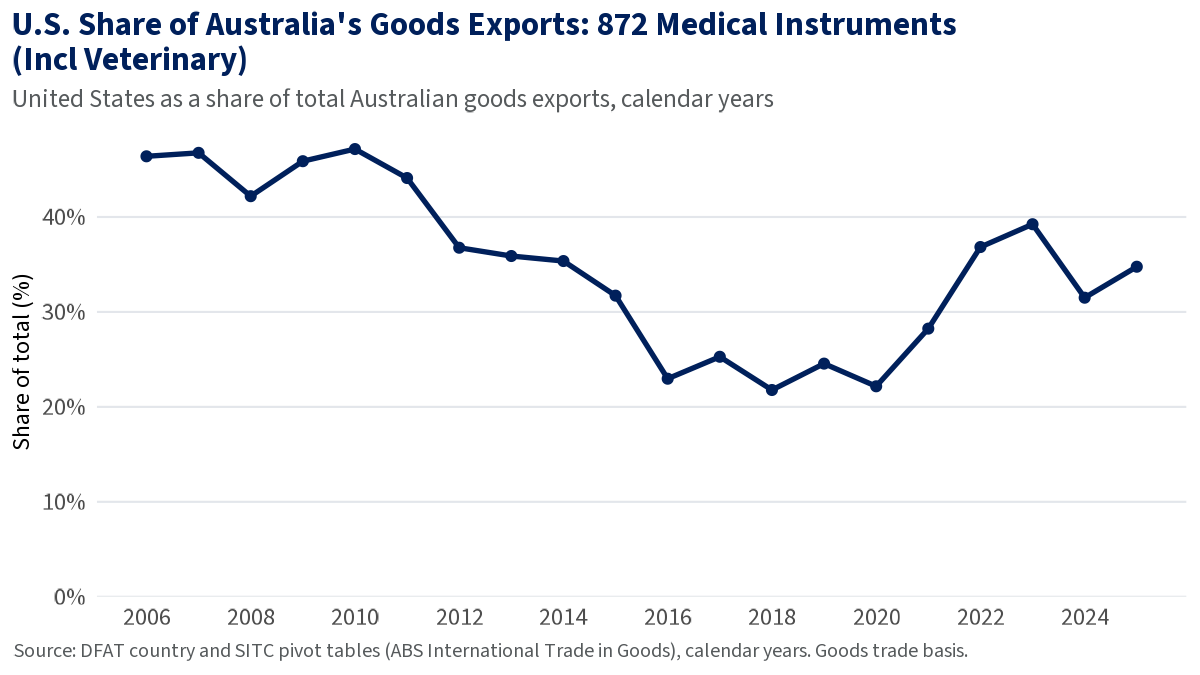 U.S. Share of Australia's Goods Exports: 872 Medical Instruments
(Incl Veterinary)
United States as a share of total Australian goods exports, calendar years
Share of total (%)
40%
30%
20%
10%
0%
2006 2008 2010 2012 2014 2016 2018 2020 2022 2024
Source: DFAT country and SITC pivot tables (ABS International Trade in Goods), calendar years. Goods trade basis.